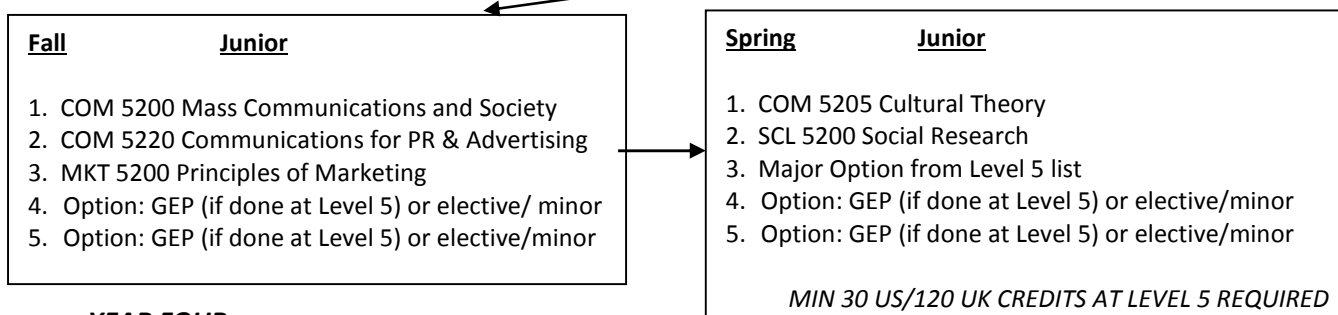 Fall Junior
1. COM 5200 Mass Communications and Society
2. COM 5220 Communications for PR & Advertising
3. MKT 5200 Principles of Marketing
4. Option: GEP (if done at Level 5) or elective/ minor
5. Option: GEP (if done at Level 5) or elective/minor
Spring Junior
1. COM 5205 Cultural Theory
2. SCL 5200 Social Research
3. Major Option from Level 5 list
4. Option: GEP (if done at Level 5) or elective/minor
5. Option: GEP (if done at Level 5) or elective/minor
MIN 30 US/120 UK CREDITS AT LEVEL 5 REQUIRED